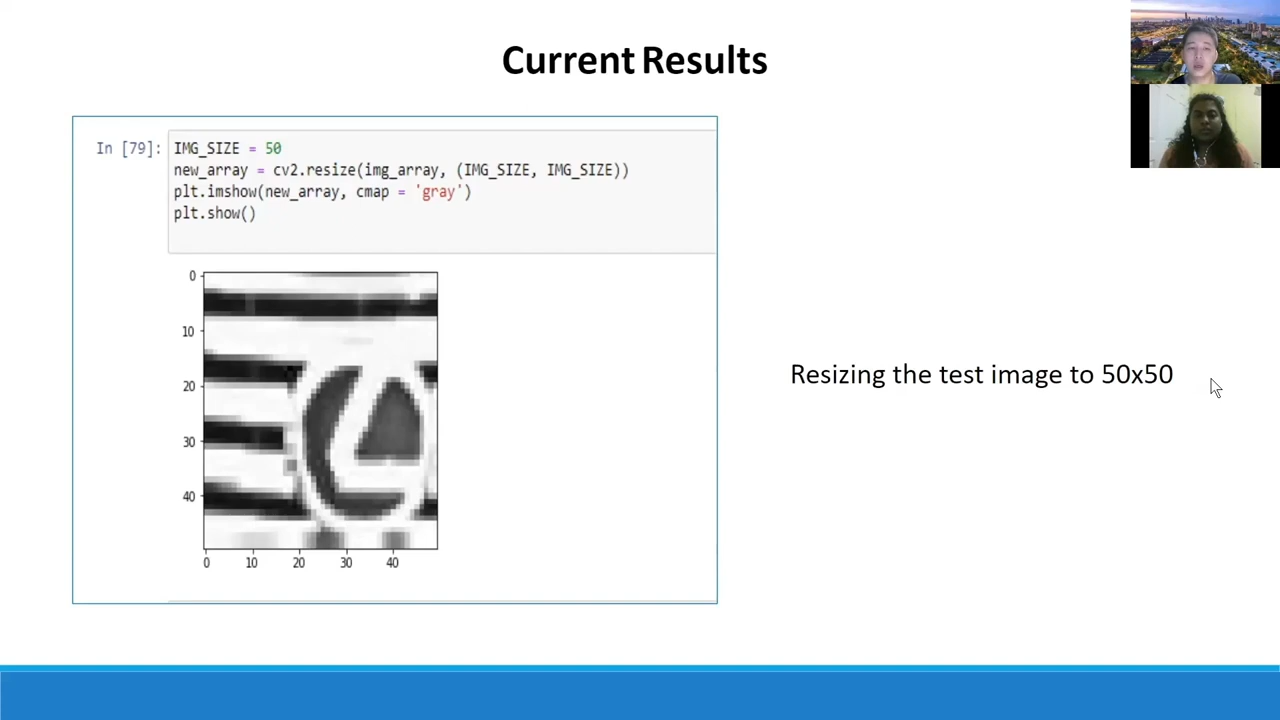 Current Results
In [79]: IMG_SIZE = 50
new_array = cv2.resize(img_array, (IMG_SIZE, IMG_SIZE))
plt.imshow(new_array, cmap = 'gray')
plt.show()
0
10
20
30
40
0 10 20 30 40
Resizing the test image to 50x50